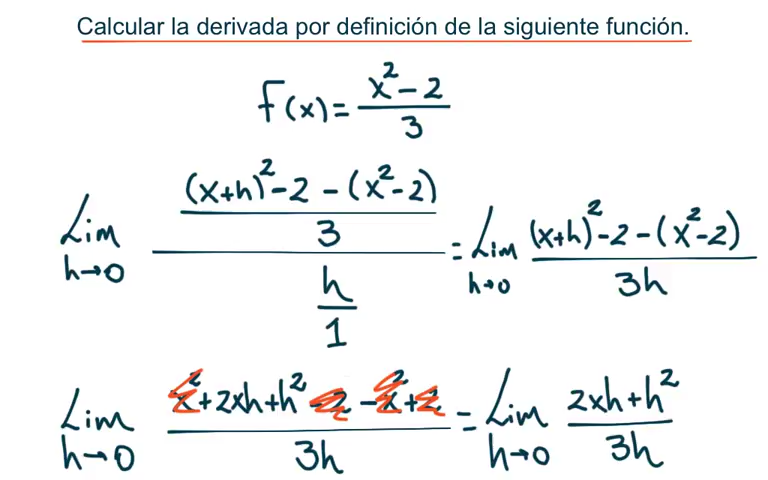 Calcular la derivada por definición de la siguiente función.
f(x) = (x² - 2) / 3
Lim h→0 [((x+h)² - 2 - (x² - 2)) / 3] / [h / 1] = Lim h→0 ((x+h)² - 2 - (x² - 2)) / 3h
Lim h→0 (x² + 2xh + h² - 2 - x² + 2) / 3h = Lim h→0 (2xh + h²) / 3h